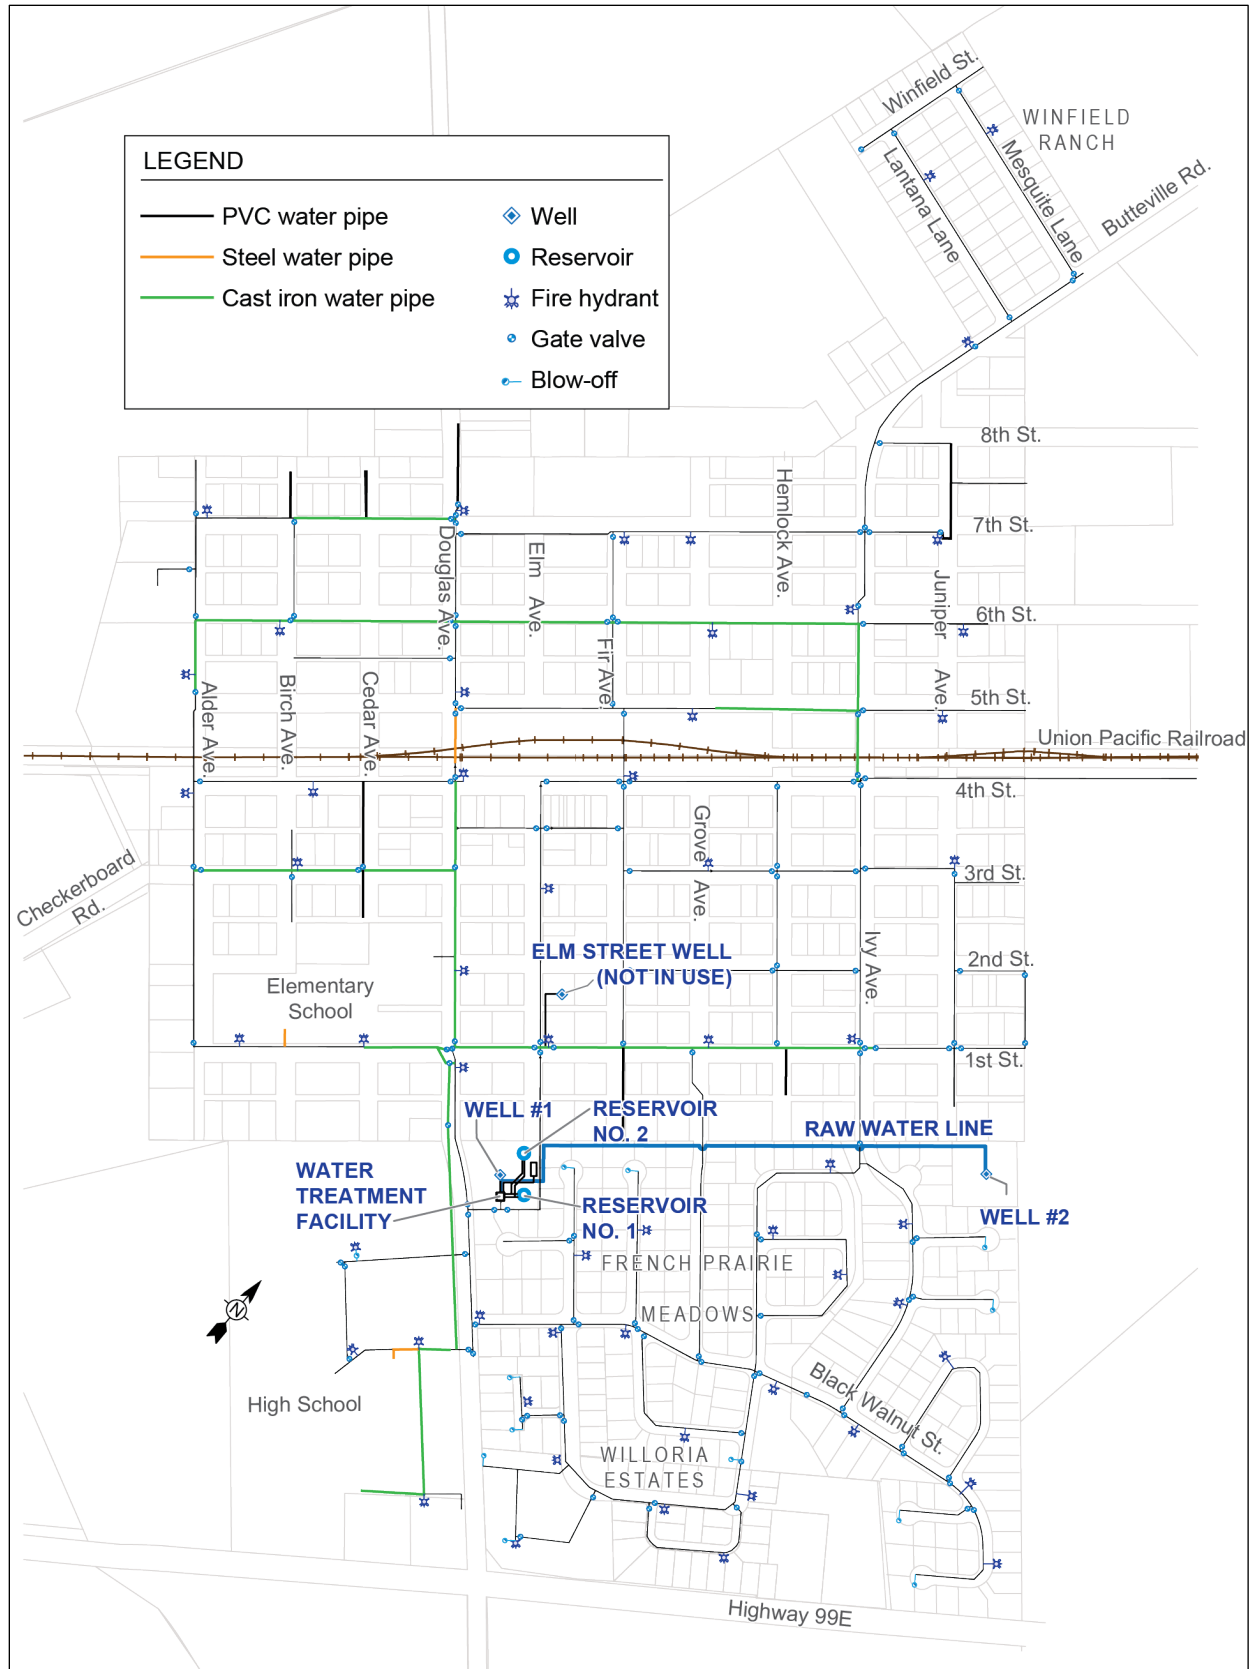 Winfield St.
WINFIELD
RANCH
Mesquite Lane
Lantana Lane
Butteville Rd.
LEGEND
PVC water pipe
Steel water pipe
Cast iron water pipe
Well
Reservoir
Fire hydrant
Gate valve
Blow-off
8th St.
7th St.
Hemlock Ave.
Douglas Ave.
Elm Ave.
Juniper Ave.
6th St.
Fir Ave.
Alder Ave.
Birch Ave.
Cedar Ave.
5th St.
Union Pacific Railroad
4th St.
Grove Ave.
Checkerboard
Rd.
3rd St.
Ivy Ave.
ELM STREET WELL
(NOT IN USE)
2nd St.
Elementary
School
1st St.
WELL #1
RESERVOIR
NO. 2
RAW WATER LINE
WATER
TREATMENT
FACILITY
RESERVOIR
NO. 1
WELL #2
FRENCH PRAIRIE
MEADOWS
N
High School
Black Walnut St.
WILLORIA
ESTATES
Highway 99E